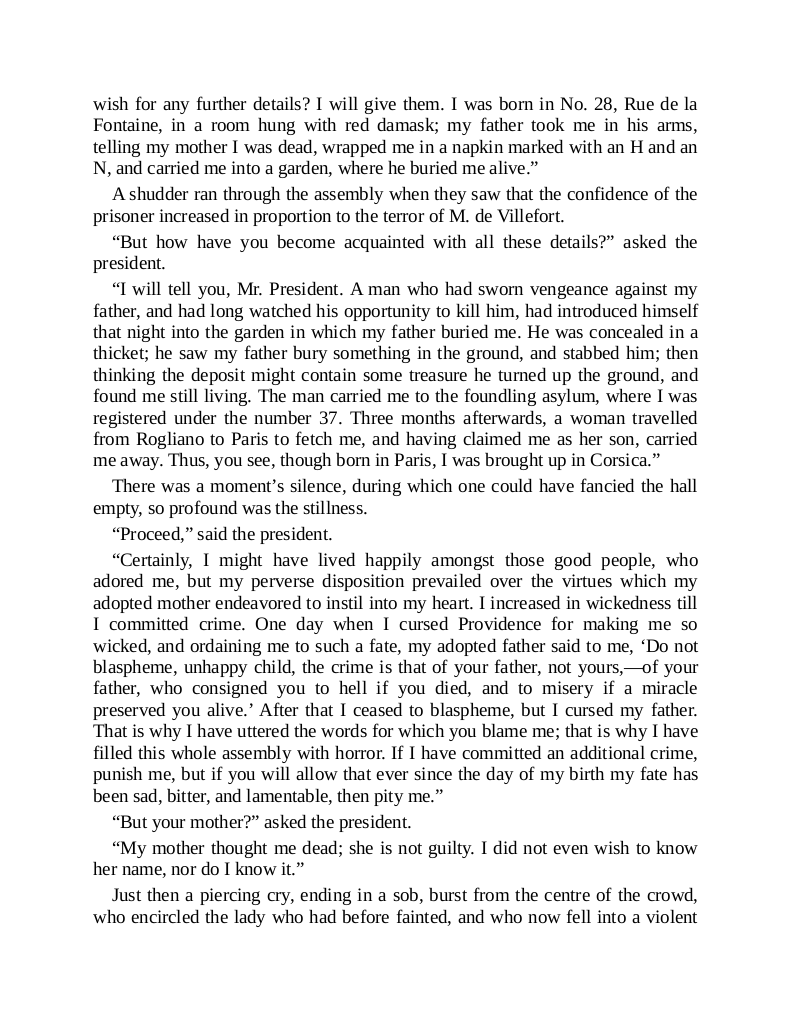 wish for any further details? I will give them. I was born in No. 28, Rue de la
Fontaine, in a room hung with red damask; my father took me in his arms,
telling my mother I was dead, wrapped me in a napkin marked with an H and an
N, and carried me into a garden, where he buried me alive.”
A shudder ran through the assembly when they saw that the confidence of the
prisoner increased in proportion to the terror of M. de Villefort.
“But how have you become acquainted with all these details?” asked the
president.
“I will tell you, Mr. President. A man who had sworn vengeance against my
father, and had long watched his opportunity to kill him, had introduced himself
that night into the garden in which my father buried me. He was concealed in a
thicket; he saw my father bury something in the ground, and stabbed him; then
thinking the deposit might contain some treasure he turned up the ground, and
found me still living. The man carried me to the foundling asylum, where I was
registered under the number 37. Three months afterwards, a woman travelled
from Rogliano to Paris to fetch me, and having claimed me as her son, carried
me away. Thus, you see, though born in Paris, I was brought up in Corsica.”
There was a moment’s silence, during which one could have fancied the hall
empty, so profound was the stillness.
“Proceed,” said the president.
“Certainly, I might have lived happily amongst those good people, who
adored me, but my perverse disposition prevailed over the virtues which my
adopted mother endeavored to instil into my heart. I increased in wickedness till
I committed crime. One day when I cursed Providence for making me so
wicked, and ordaining me to such a fate, my adopted father said to me, ‘Do not
blaspheme, unhappy child, the crime is that of your father, not yours,—of your
father, who consigned you to hell if you died, and to misery if a miracle
preserved you alive.’ After that I ceased to blaspheme, but I cursed my father.
That is why I have uttered the words for which you blame me; that is why I have
filled this whole assembly with horror. If I have committed an additional crime,
punish me, but if you will allow that ever since the day of my birth my fate has
been sad, bitter, and lamentable, then pity me.”
“But your mother?” asked the president.
“My mother thought me dead; she is not guilty. I did not even wish to know
her name, nor do I know it.”
Just then a piercing cry, ending in a sob, burst from the centre of the crowd,
who encircled the lady who had before fainted, and who now fell into a violent